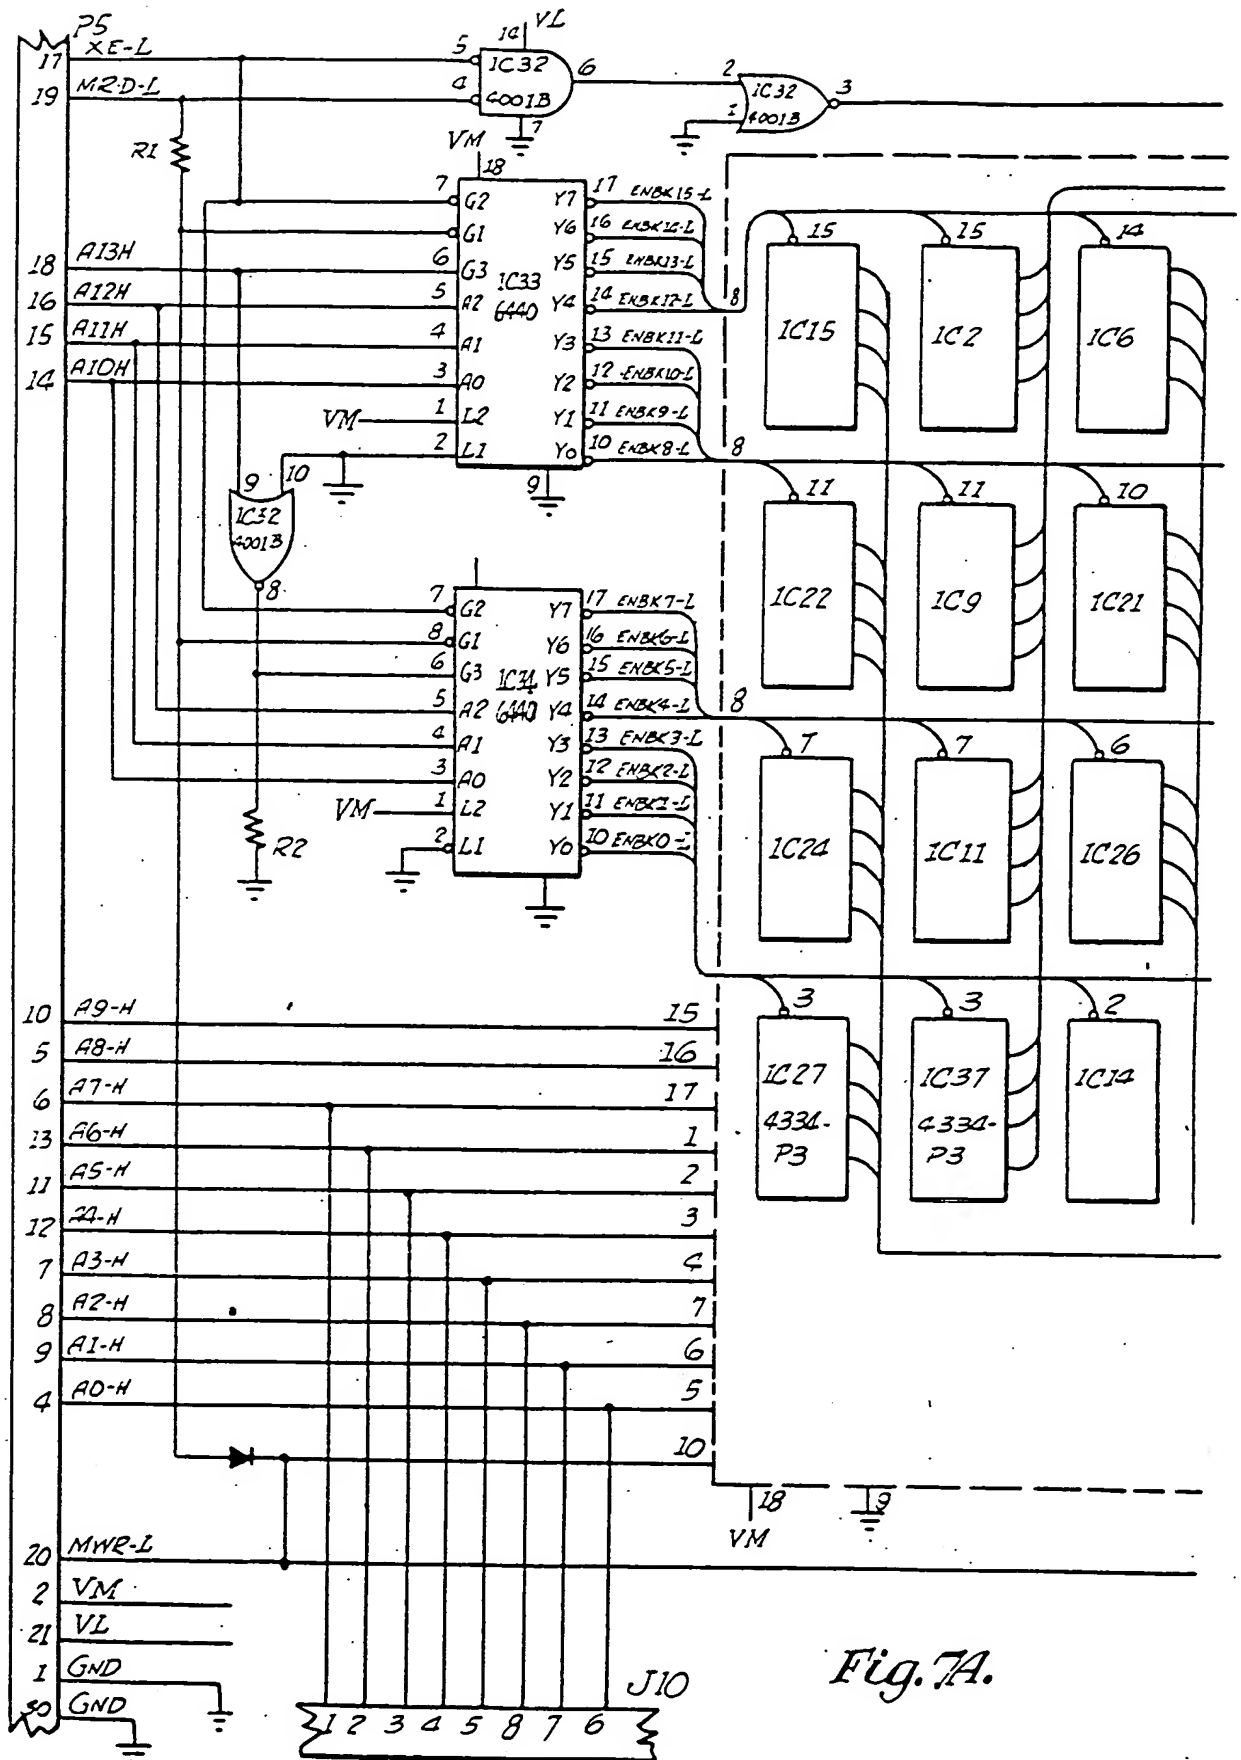 P5
17 XE-L
19 MRD-L
R1
18 A13H
16 A12H
15 A11H
14 A10H
14 VL
5 IC32 6
4 4001B
7
2 IC32 3
1 4001B
VM
18
7 G2 Y7 17 ENBK15-L
G1 Y6 16 ENBK14-L
6 G3 Y5 15 ENBK13-L
IC33
6440
5 A2 Y4 14 ENBK12-L
4 A1 Y3 13 ENBK11-L
3 A0 Y2 12 ENBK10-L
VM 1 L2 Y1 11 ENBK9-L
2 L1 Y0 10 ENBK8-L
9
9 10
IC32
4001B
8
R2
7 G2 Y7 17 ENBK7-L
8 G1 Y6 16 ENBK6-L
6 G3 Y5 15 ENBK5-L
IC34
6440
5 A2 Y4 14 ENBK4-L
4 A1 Y3 13 ENBK3-L
3 A0 Y2 12 ENBK2-L
VM 1 L2 Y1 11 ENBK1-L
2 L1 Y0 10 ENBK0-L
8 15 15 14
IC15 IC2 IC6
8 11 11 10
IC22 IC9 IC21
8 7 7 6
IC24 IC11 IC26
3 3 2
IC27 IC37 IC14
4334- 4334-
P3 P3
10 A9-H 15
5 A8-H 16
6 A7-H 17
13 A6-H 1
11 A5-H 2
12 A4-H 3
7 A3-H 4
8 A2-H 7
9 A1-H 6
4 A0-H 5
10
18 9
VM
20 MWR-L
2 VM
21 VL
1 GND
30 GND
J10
1 2 3 4 5 8 7 6
Fig. 7A.